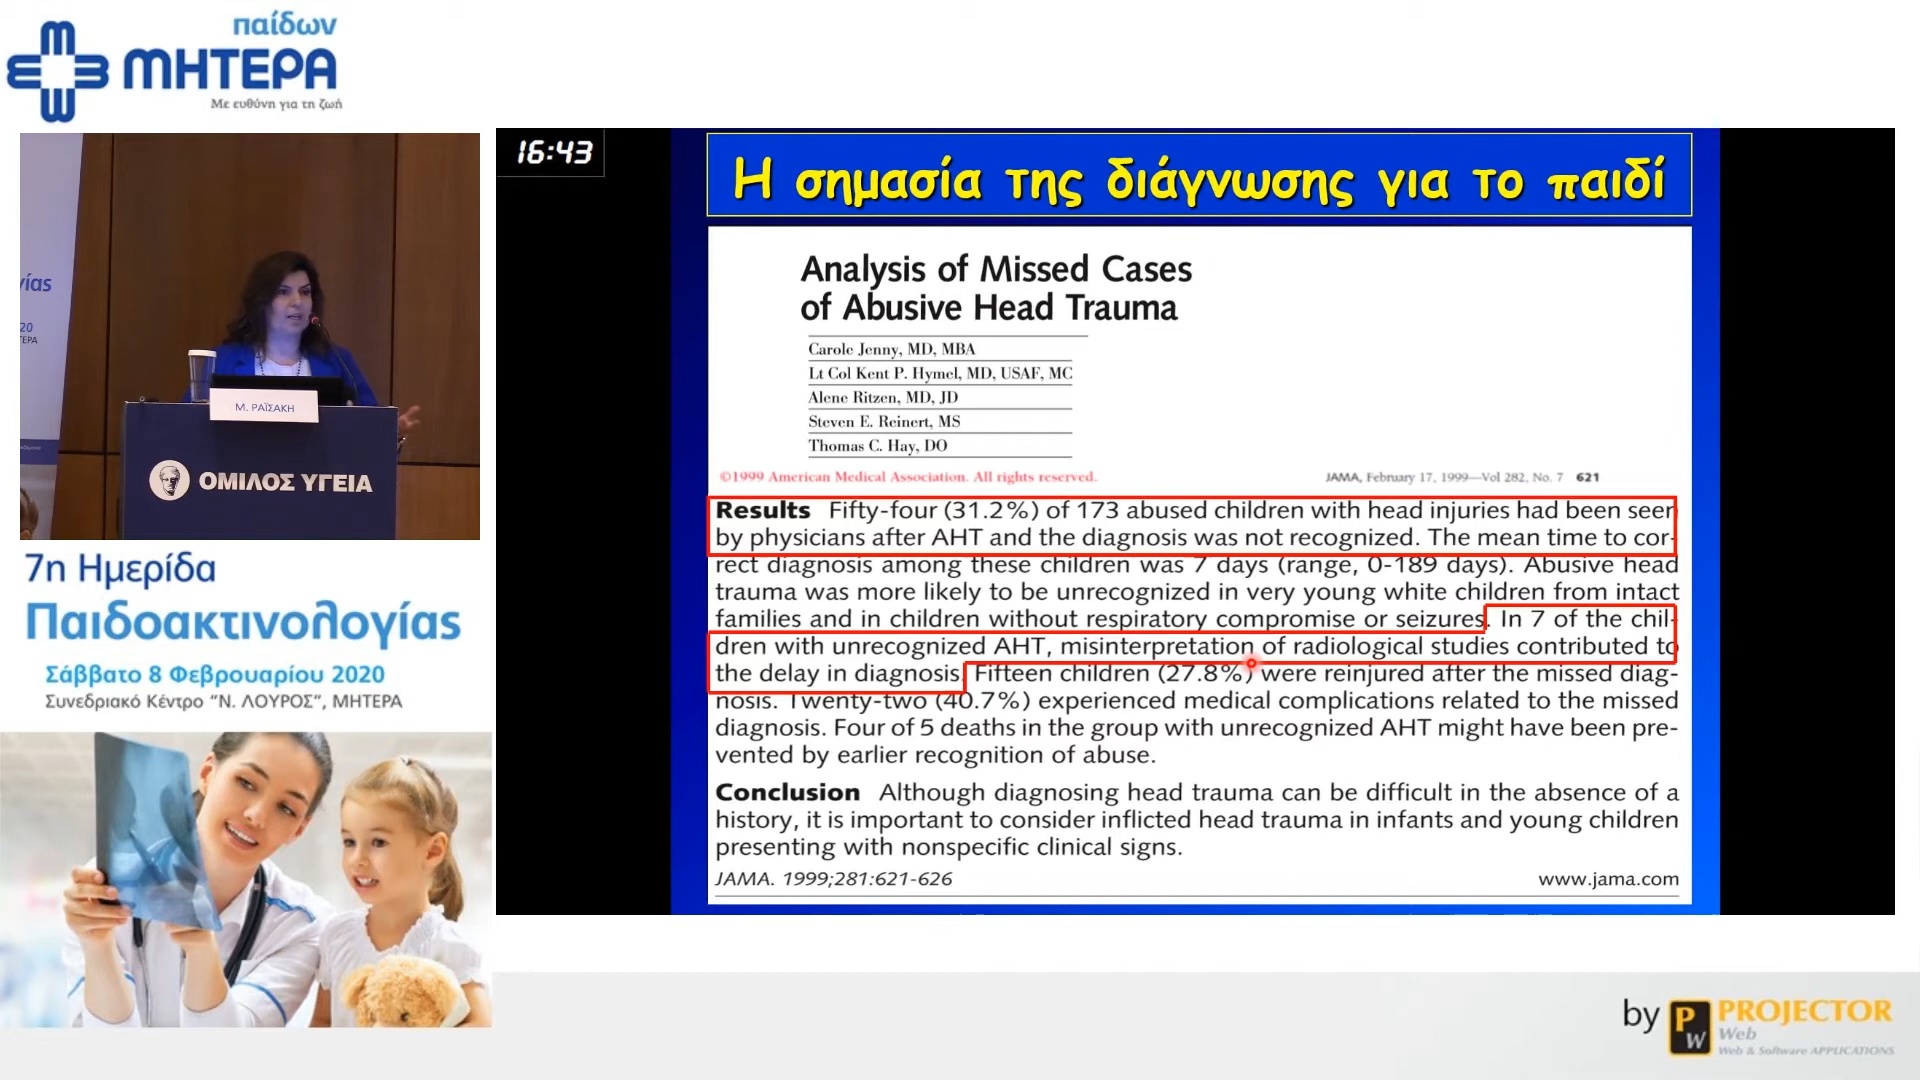 παίδων
ΜΗΤΕΡΑ
Με ευθύνη για τη ζωή
16:43
Η σημασία της διάγνωσης για το παιδί
Analysis of Missed Cases
of Abusive Head Trauma
Carole Jenny, MD, MBA
Lt Col Kent P. Hymel, MD, USAF, MC
Alene Ritzen, MD, JD
Steven E. Reinert, MS
Thomas C. Hay, DO
©1999 American Medical Association. All rights reserved.
JAMA, February 17, 1999—Vol 282, No. 7 621
Results Fifty-four (31.2%) of 173 abused children with head injuries had been seen
by physicians after AHT and the diagnosis was not recognized. The mean time to cor-
rect diagnosis among these children was 7 days (range, 0-189 days). Abusive head
trauma was more likely to be unrecognized in very young white children from intact
families and in children without respiratory compromise or seizures. In 7 of the chil-
dren with unrecognized AHT, misinterpretation of radiological studies contributed to
the delay in diagnosis. Fifteen children (27.8%) were reinjured after the missed diag-
nosis. Twenty-two (40.7%) experienced medical complications related to the missed
diagnosis. Four of 5 deaths in the group with unrecognized AHT might have been pre-
vented by earlier recognition of abuse.
Conclusion Although diagnosing head trauma can be difficult in the absence of a
history, it is important to consider inflicted head trauma in infants and young children
presenting with nonspecific clinical signs.
JAMA. 1999;281:621-626
www.jama.com
ίας
20
ΤΕΡΑ
Μ. ΡΑΪΣΑΚΗ
ΟΜΙΛΟΣ ΥΓΕΙΑ
7η Ημερίδα
Παιδοακτινολογίας
Σάββατο 8 Φεβρουαρίου 2020
Συνεδριακό Κέντρο "Ν. ΛΟΥΡΟΣ", ΜΗΤΕΡΑ
by PW PROJECTOR
Web
Web & Software APPLICATIONS